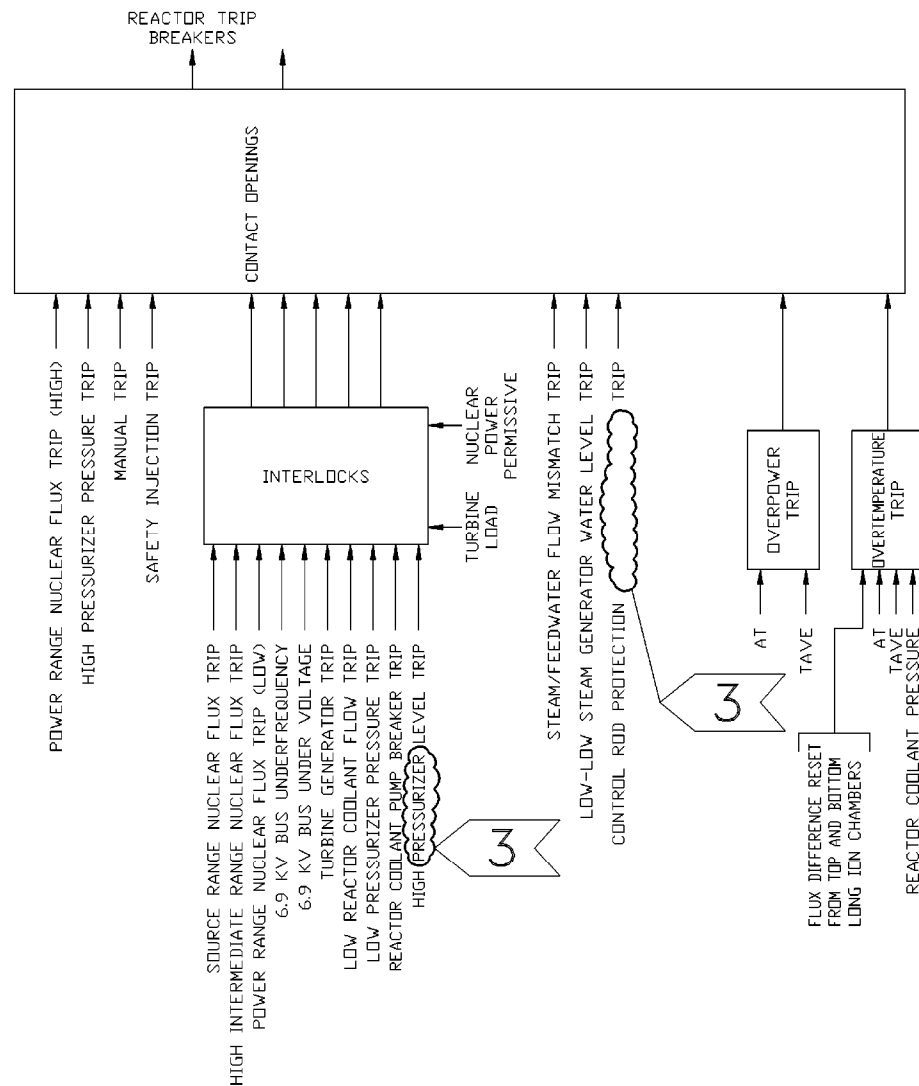 REACTOR TRIP
BREAKERS
CONTACT OPENINGS
POWER RANGE NUCLEAR FLUX TRIP (HIGH)
HIGH PRESSURIZER PRESSURE TRIP
MANUAL TRIP
SAFETY INJECTION TRIP
INTERLOCKS
NUCLEAR
POWER
PERMISSIVE
TURBINE
LOAD
SOURCE RANGE NUCLEAR FLUX TRIP
HIGH INTERMEDIATE RANGE NUCLEAR FLUX TRIP
POWER RANGE NUCLEAR FLUX TRIP (LOW)
6.9 KV BUS UNDERFREQUENCY
6.9 KV BUS UNDER VOLTAGE
TURBINE GENERATOR TRIP
LOW REACTOR COOLANT FLOW TRIP
LOW PRESSURIZER PRESSURE TRIP
REACTOR COOLANT PUMP BREAKER TRIP
HIGH PRESSURIZER LEVEL TRIP
3
STEAM/FEEDWATER FLOW MISMATCH TRIP
LOW-LOW STEAM GENERATOR WATER LEVEL TRIP
CONTROL ROD PROTECTION TRIP
3
OVERPOWER
TRIP
ΔT
TAVE
OVERTEMPERATURE
TRIP
FLUX DIFFERENCE RESET
FROM TOP AND BOTTOM
LONG ION CHAMBERS
ΔT
TAVE
REACTOR COOLANT PRESSURE